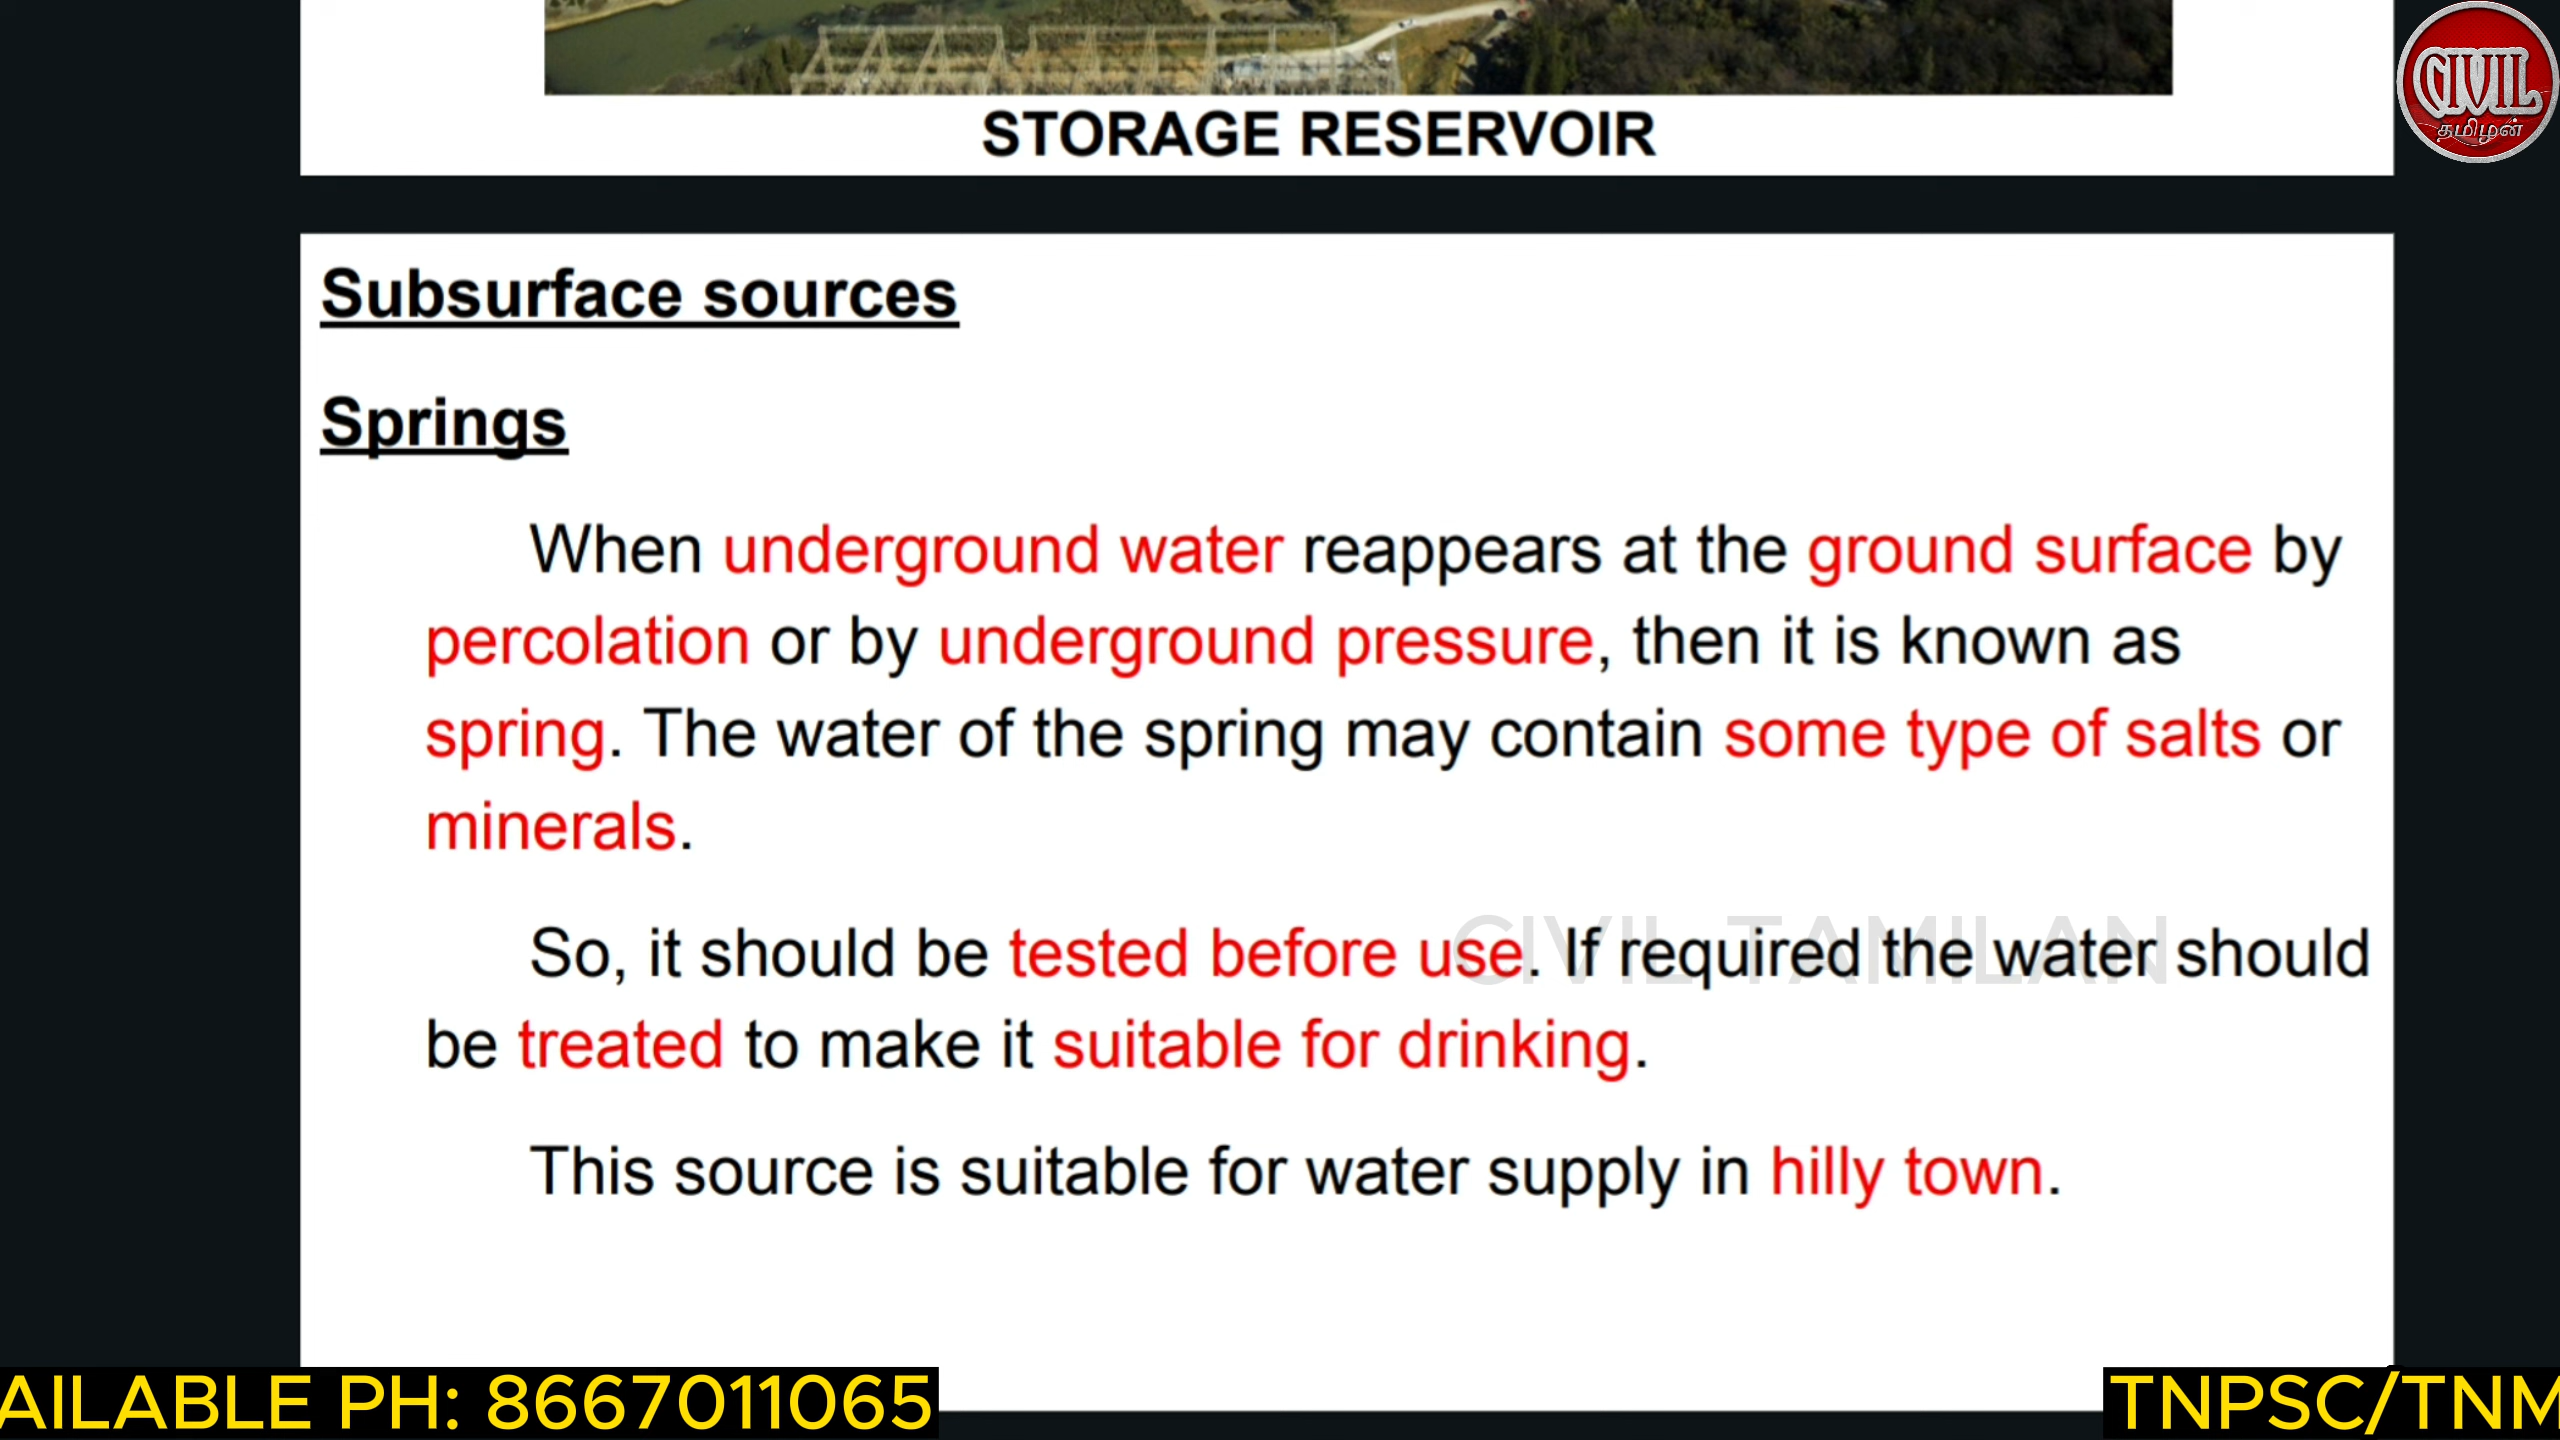 CIVIL
தமிழன்
STORAGE RESERVOIR
Subsurface sources
Springs
When underground water reappears at the ground surface by
percolation or by underground pressure, then it is known as
spring. The water of the spring may contain some type of salts or
minerals.
CIVIL TAMILAN
So, it should be tested before use. If required the water should
be treated to make it suitable for drinking.
This source is suitable for water supply in hilly town.
AILABLE PH: 8667011065
TNPSC/TNM